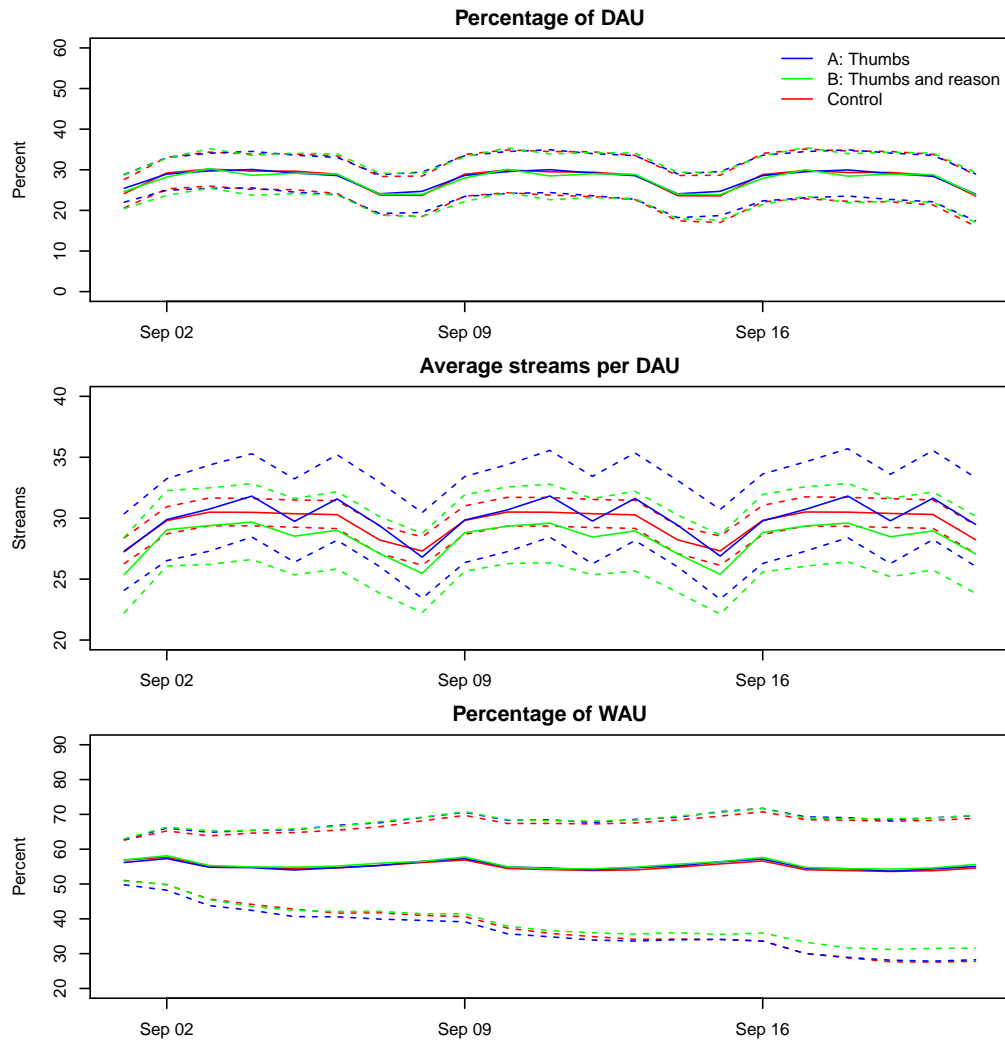 Percentage of DAU
60
50
40
30
20
10
0
Percent
A: Thumbs
B: Thumbs and reason
Control
Sep 02
Sep 09
Sep 16
Average streams per DAU
40
35
30
25
20
Streams
Sep 02
Sep 09
Sep 16
Percentage of WAU
90
80
70
60
50
40
30
20
Percent
Sep 02
Sep 09
Sep 16